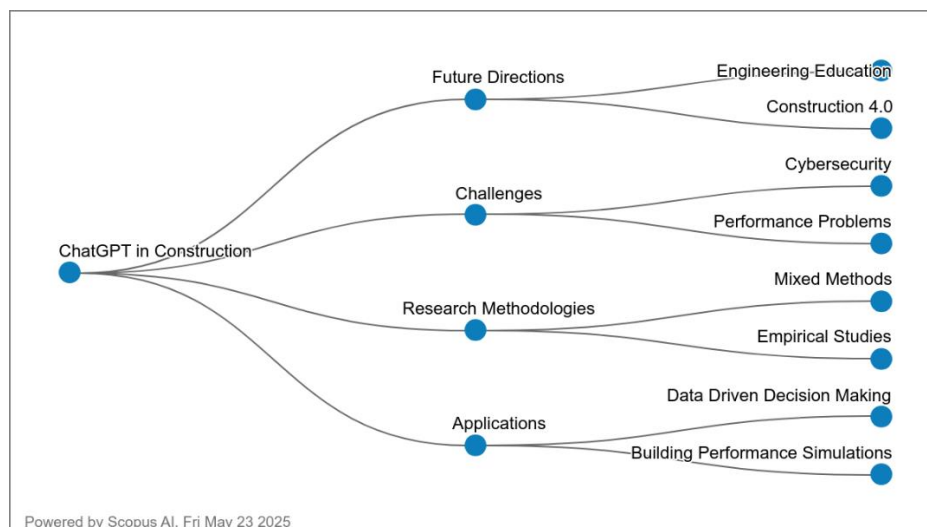 Future Directions
Engineering Education
Construction 4.0
Challenges
Cybersecurity
Performance Problems
ChatGPT in Construction
Research Methodologies
Mixed Methods
Empirical Studies
Applications
Data Driven Decision Making
Building Performance Simulations
Powered by Scopus AI, Fri May 23 2025